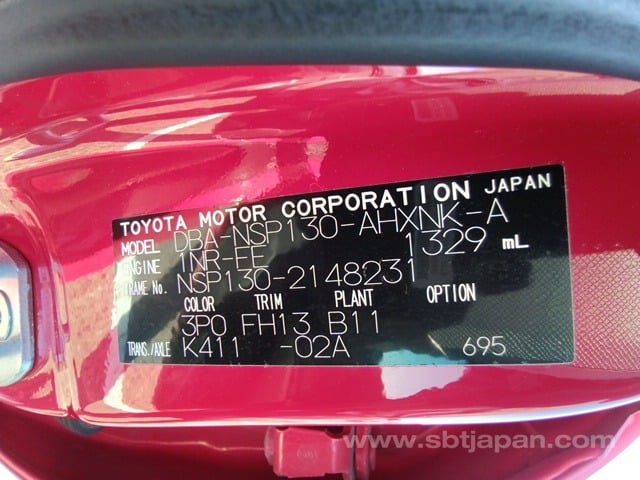 TOYOTA MOTOR CORPORATION JAPAN
MODEL DBA-NSP130-AHXNK-A
ENGINE 1NR-FE 1329 mL
FRAME No. NSP130-2148231
COLOR TRIM PLANT OPTION
3P0 FH13 B11
TRANS./AXLE K411 -02A 695
www.sbtjapan.com